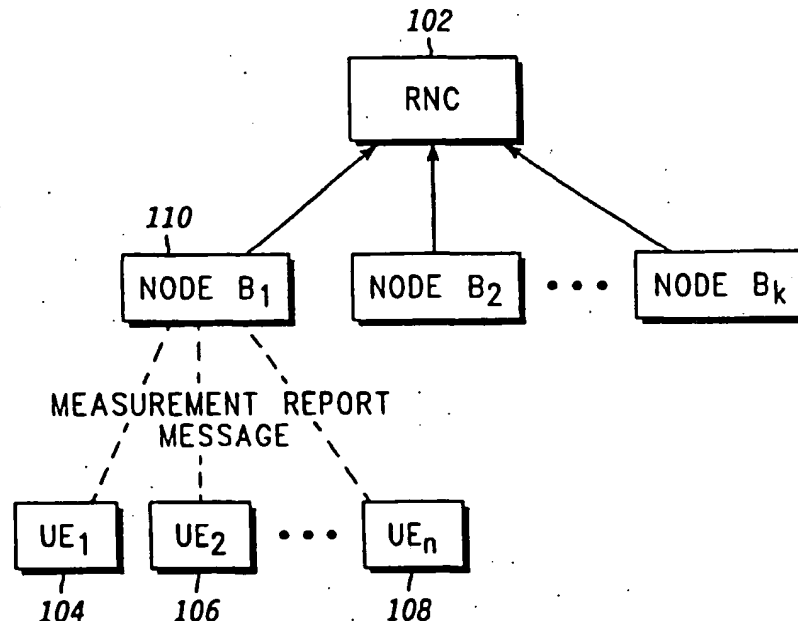 102
RNC
110
NODE B1
NODE B2
•••
NODE Bk
MEASUREMENT REPORT
MESSAGE
UE1
UE2
•••
UEn
104
106
108